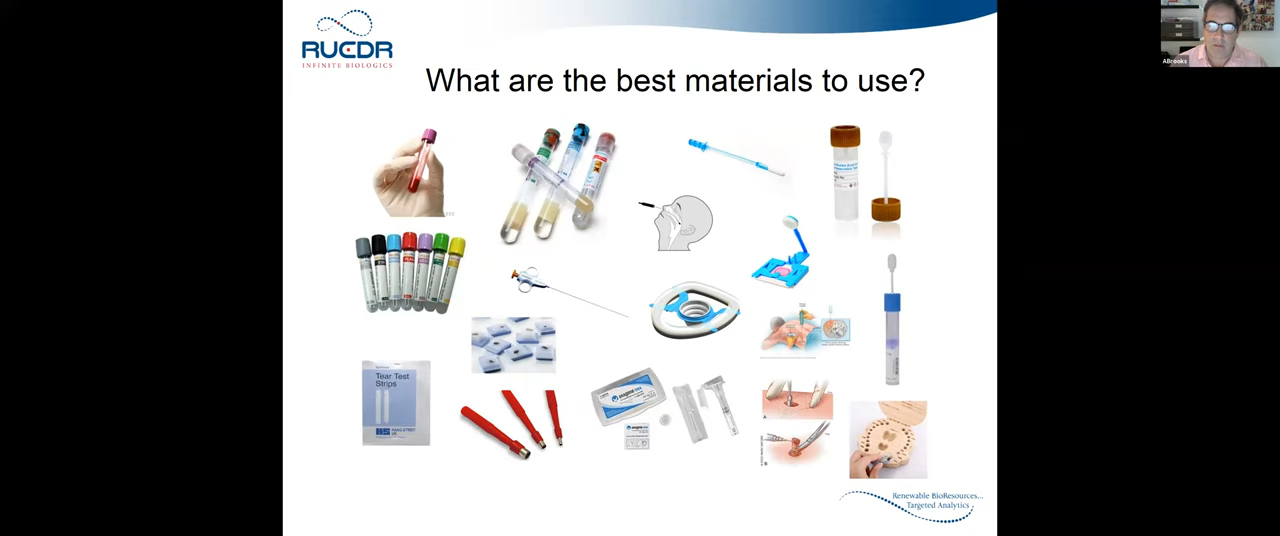 RUCDR
INFINITE BIOLOGICS
ABrooks
What are the best materials to use?
Tear Test
Strips
Renewable BioResources...
Targeted Analytics